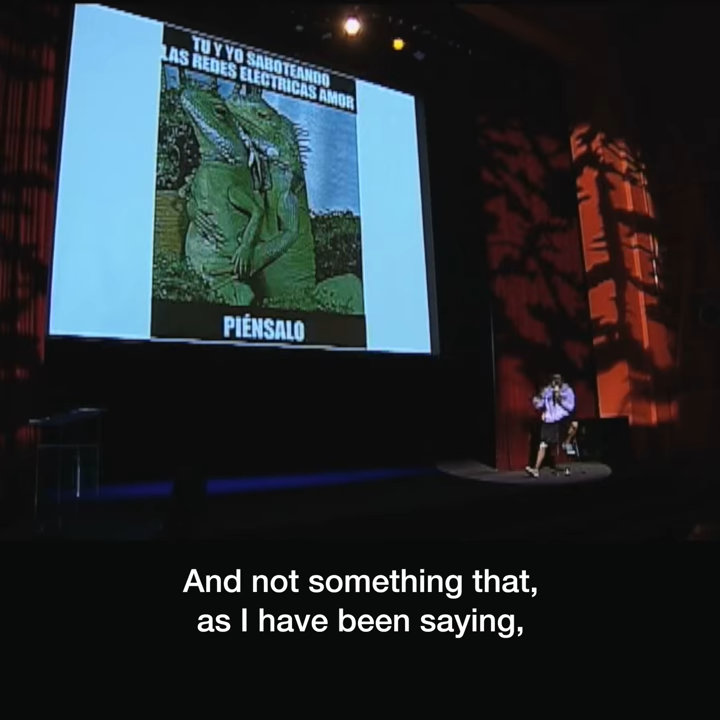 TU Y YO SABOTEANDO
LAS REDES ELECTRICAS AMOR
PIÉNSALO
And not something that,
as I have been saying,